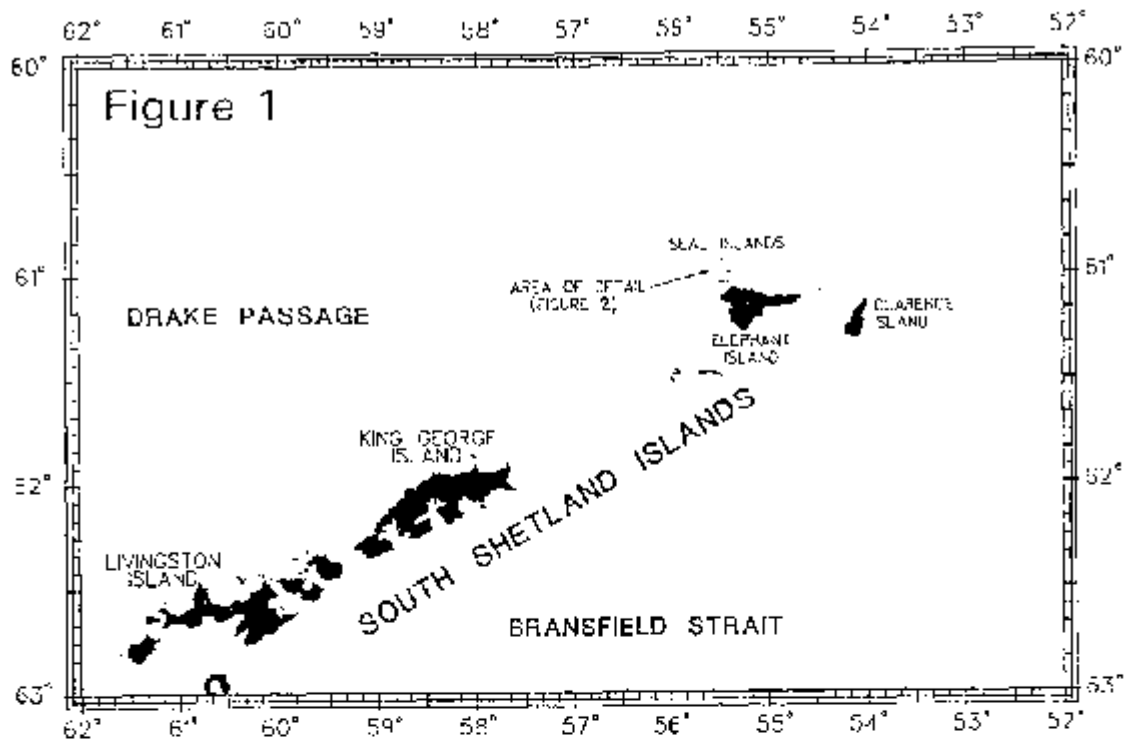 62° 61° 60° 59° 58° 57° 56° 55° 54° 53° 52°
60° 60°
Figure 1
SEAL ISLANDS
61° 61°
AREA OF DETAIL
(FIGURE 2)
DRAKE PASSAGE
CLARENCE
ISLAND
ELEPHANT
ISLAND
KING GEORGE
ISLAND
62° 62°
SOUTH SHETLAND ISLANDS
LIVINGSTON
ISLAND
BRANSFIELD STRAIT
63° 63°
62° 61° 60° 59° 58° 57° 56° 55° 54° 53° 52°